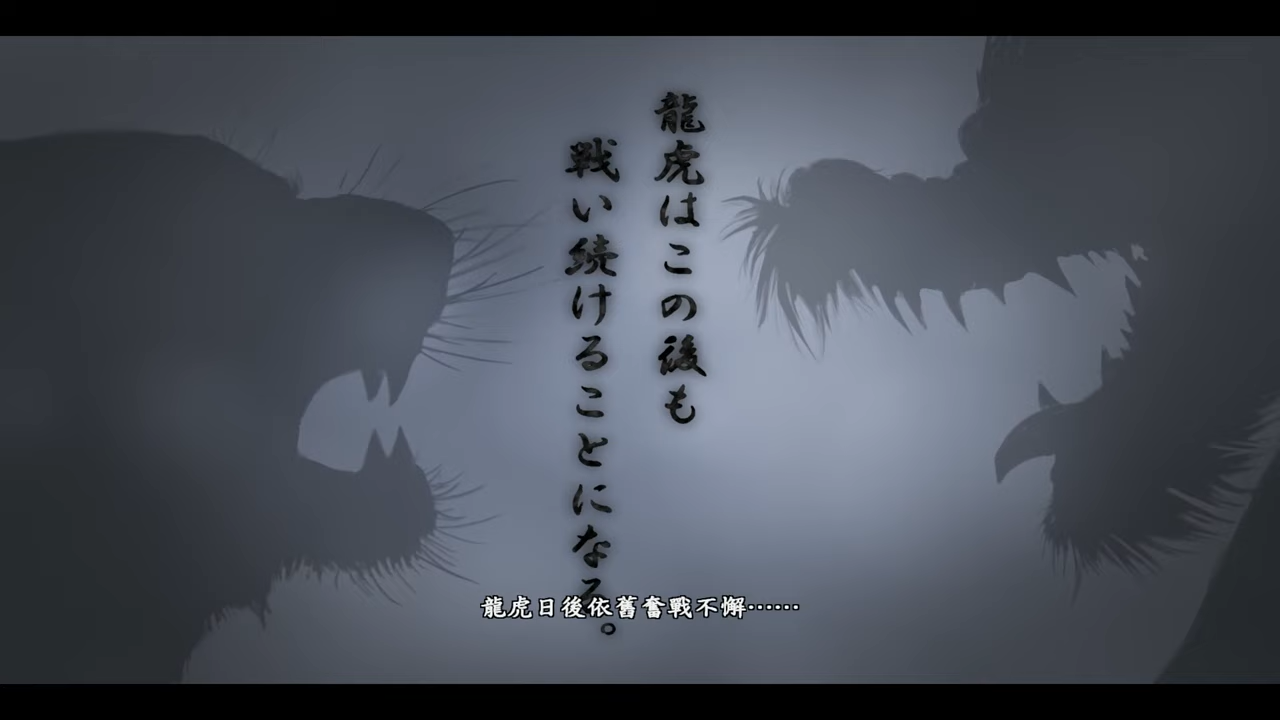 龍虎はこの後も
戦い続けることになる。
龍虎日後依舊奮戰不懈⋯⋯